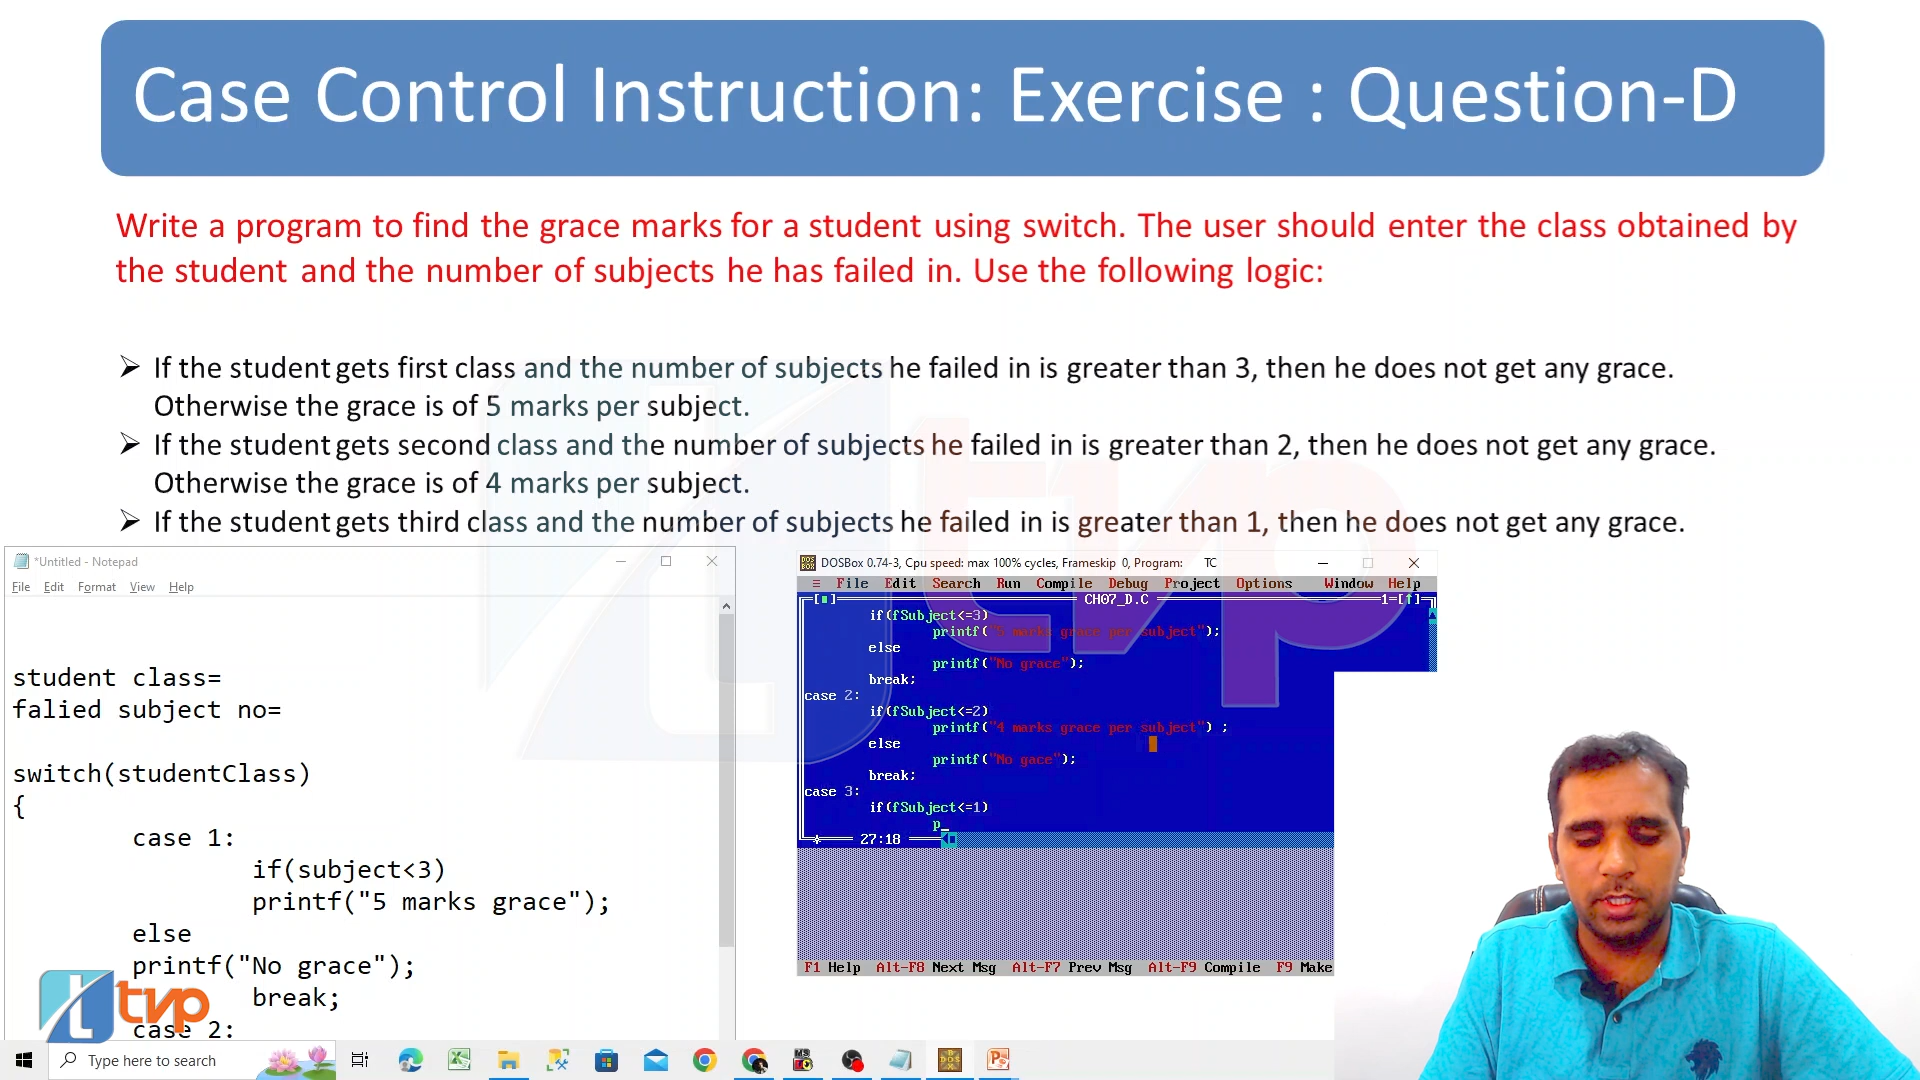 Case Control Instruction: Exercise : Question-D
Write a program to find the grace marks for a student using switch. The user should enter the class obtained by
the student and the number of subjects he has failed in. Use the following logic:
If the student gets first class and the number of subjects he failed in is greater than 3, then he does not get any grace.
Otherwise the grace is of 5 marks per subject.
If the student gets second class and the number of subjects he failed in is greater than 2, then he does not get any grace.
Otherwise the grace is of 4 marks per subject.
If the student gets third class and the number of subjects he failed in is greater than 1, then he does not get any grace.
*Untitled - Notepad
File Edit Format View Help
student class=
falied subject no=
switch(studentClass)
{
case 1:
if(subject<3)
printf("5 marks grace");
else
printf("No grace");
break;
case 2:
tvp
DOSBox 0.74-3, Cpu speed: max 100% cycles, Frameskip 0, Program: TC
File Edit Search Run Compile Debug Project Options Window Help
CH07_D.C 1=[↑]
if(fSubject<=3)
printf("5 marks grace per subject");
else
printf("No grace");
break;
case 2:
if(fSubject<=2)
printf("4 marks grace per subject") ;
else
printf("No gace");
break;
case 3:
if(fSubject<=1)
p_
27:18
F1 Help Alt-F8 Next Msg Alt-F7 Prev Msg Alt-F9 Compile F9 Make
tvp
Type here to search